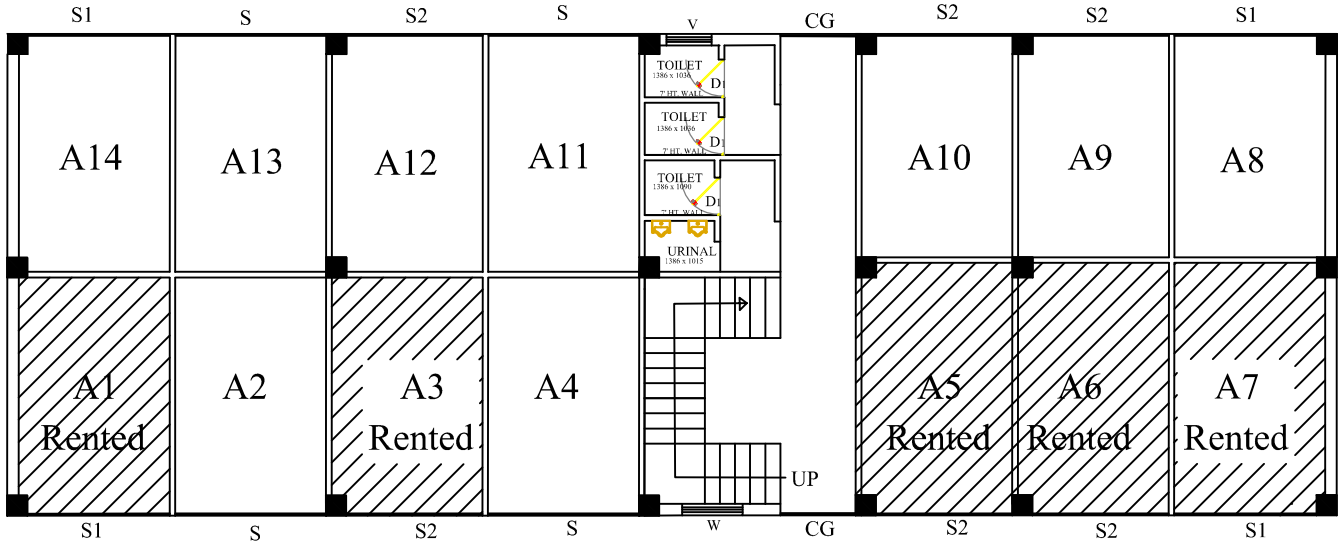 S1 S S2 S V CG S2 S2 S1
TOILET
1386 x 1036
D1
7' HT. WALL
TOILET
1386 x 1036
D1
7' HT. WALL
A14 A13 A12 A11 A10 A9 A8
TOILET
1386 x 1090
D1
7' HT. WALL
URINAL
1386 x 1015
A1 A2 A3 A4 A5 A6 A7
Rented Rented Rented Rented Rented
UP
S1 S S2 S W CG S2 S2 S1